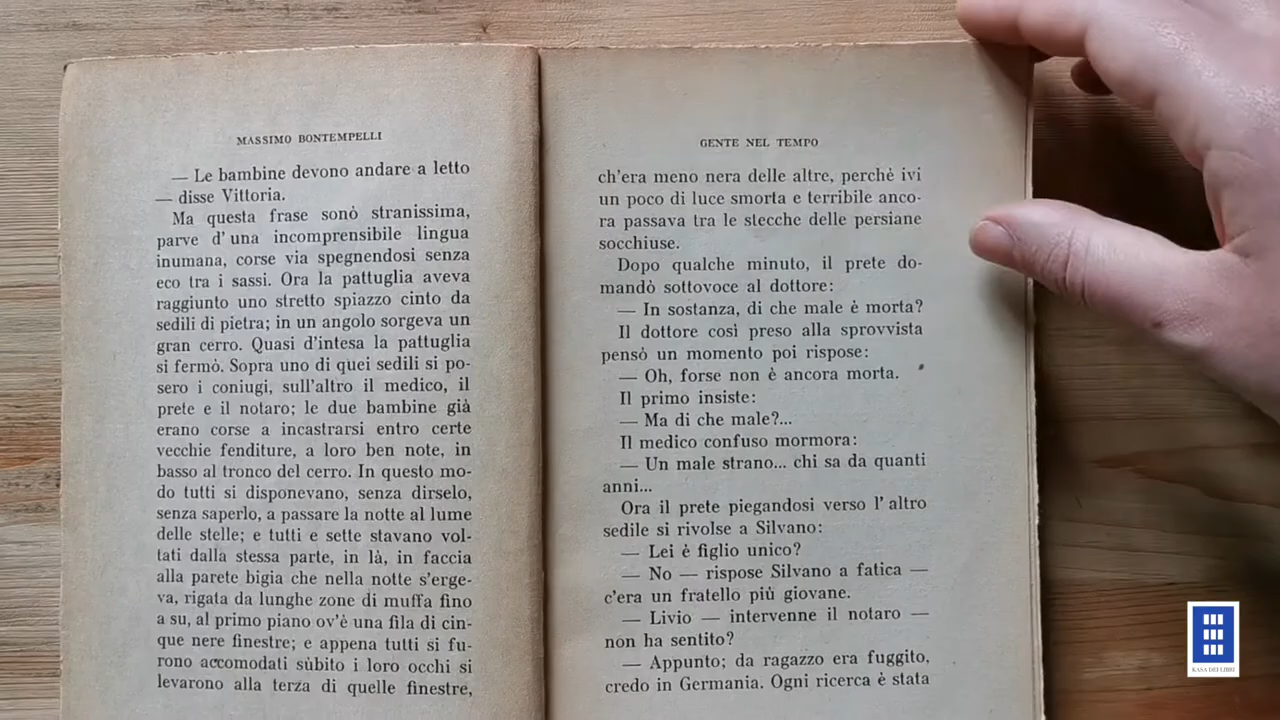 MASSIMO BONTEMPELLI
— Le bambine devono andare a letto
— disse Vittoria.
Ma questa frase sonò stranissima,
parve d'una incomprensibile lingua
inumana, corse via spegnendosi senza
eco tra i sassi. Ora la pattuglia aveva
raggiunto uno stretto spiazzo cinto da
sedili di pietra; in un angolo sorgeva un
gran cerro. Quasi d'intesa la pattuglia
si fermò. Sopra uno di quei sedili si po-
sero i coniugi, sull'altro il medico, il
prete e il notaro; le due bambine già
erano corse a incastrarsi entro certe
vecchie fenditure, a loro ben note, in
basso al tronco del cerro. In questo mo-
do tutti si disponevano, senza dirselo,
senza saperlo, a passare la notte al lume
delle stelle; e tutti e sette stavano vol-
tati dalla stessa parte, in là, in faccia
alla parete bigia che nella notte s'erge-
va, rigata da lunghe zone di muffa fino
a su, al primo piano ov'è una fila di cin-
que nere finestre; e appena tutti si fu-
rono accomodati sùbito i loro occhi si
levarono alla terza di quelle finestre,
GENTE NEL TEMPO
ch'era meno nera delle altre, perchè ivi
un poco di luce smorta e terribile anco-
ra passava tra le stecche delle persiane
socchiuse.
Dopo qualche minuto, il prete do-
mandò sottovoce al dottore:
— In sostanza, di che male è morta?
Il dottore così preso alla sprovvista
pensò un momento poi rispose:
— Oh, forse non è ancora morta.
Il primo insiste:
— Ma di che male?...
Il medico confuso mormora:
— Un male strano... chi sa da quanti
anni...
Ora il prete piegandosi verso l'altro
sedile si rivolse a Silvano:
— Lei è figlio unico?
— No — rispose Silvano a fatica —
c'era un fratello più giovane.
— Livio — intervenne il notaro —
non ha sentito?
— Appunto; da ragazzo era fuggito,
credo in Germania. Ogni ricerca è stata
KASA DEI LIBRI